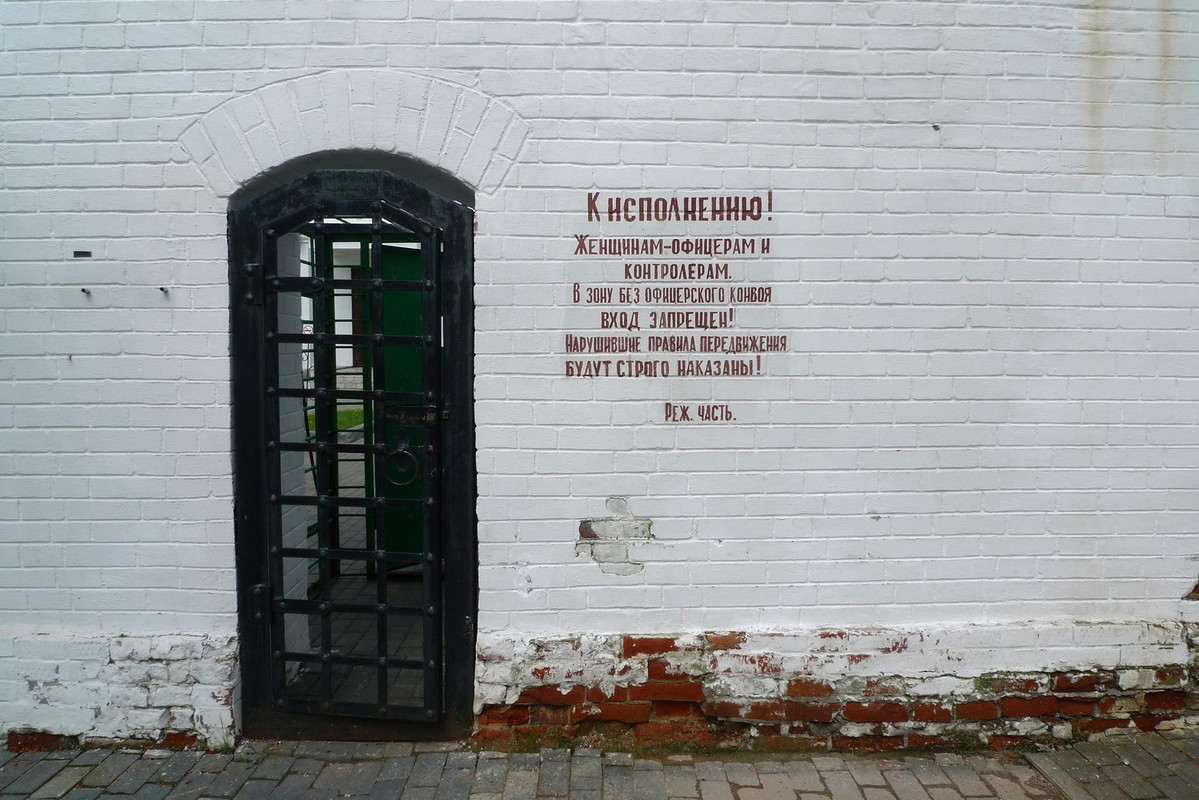 К исполнению!
Женщинам-офицерам и
контролерам.
В зону без офицерского конвоя
вход запрещен!
Нарушившие правила передвижения
будут строго наказаны!
Реж. часть.